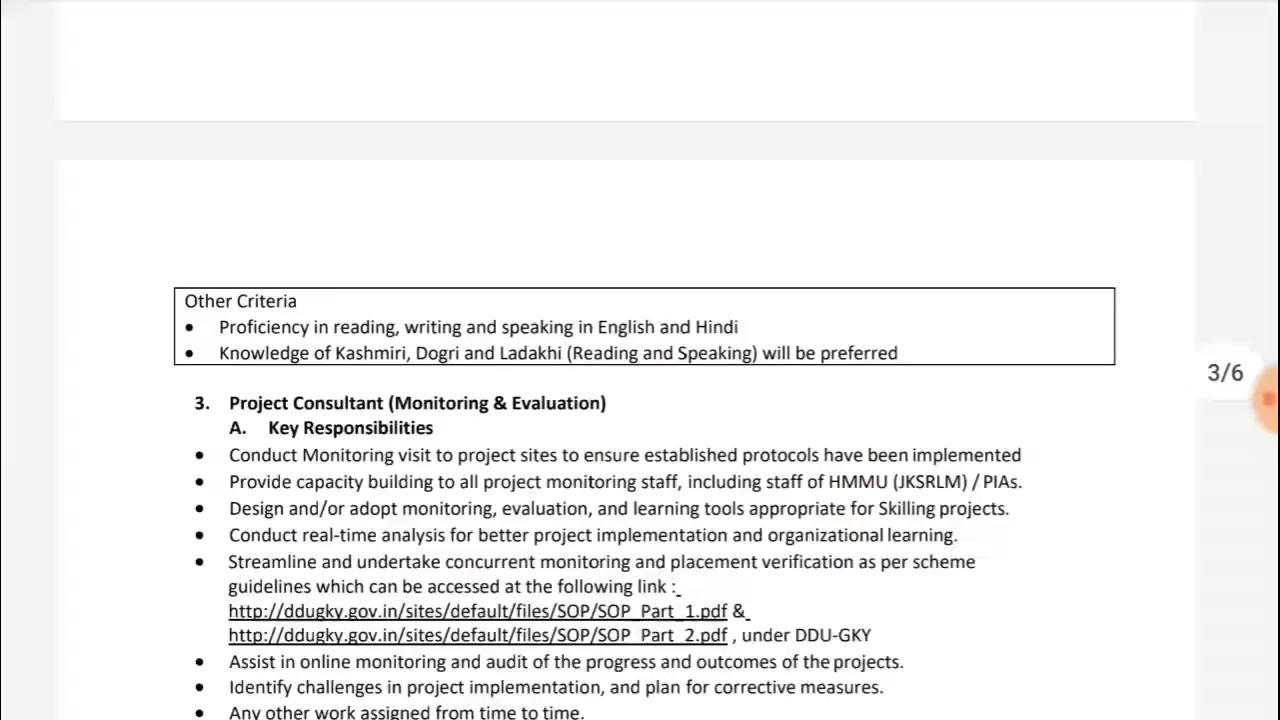 Other Criteria
• Proficiency in reading, writing and speaking in English and Hindi
• Knowledge of Kashmiri, Dogri and Ladakhi (Reading and Speaking) will be preferred
3/6
3. Project Consultant (Monitoring & Evaluation)
A. Key Responsibilities
• Conduct Monitoring visit to project sites to ensure established protocols have been implemented
• Provide capacity building to all project monitoring staff, including staff of HMMU (JKSRLM) / PIAs.
• Design and/or adopt monitoring, evaluation, and learning tools appropriate for Skilling projects.
• Conduct real-time analysis for better project implementation and organizational learning.
• Streamline and undertake concurrent monitoring and placement verification as per scheme
guidelines which can be accessed at the following link :
http://ddugky.gov.in/sites/default/files/SOP/SOP_Part_1.pdf &
http://ddugky.gov.in/sites/default/files/SOP/SOP_Part_2.pdf , under DDU-GKY
• Assist in online monitoring and audit of the progress and outcomes of the projects.
• Identify challenges in project implementation, and plan for corrective measures.
• Any other work assigned from time to time.